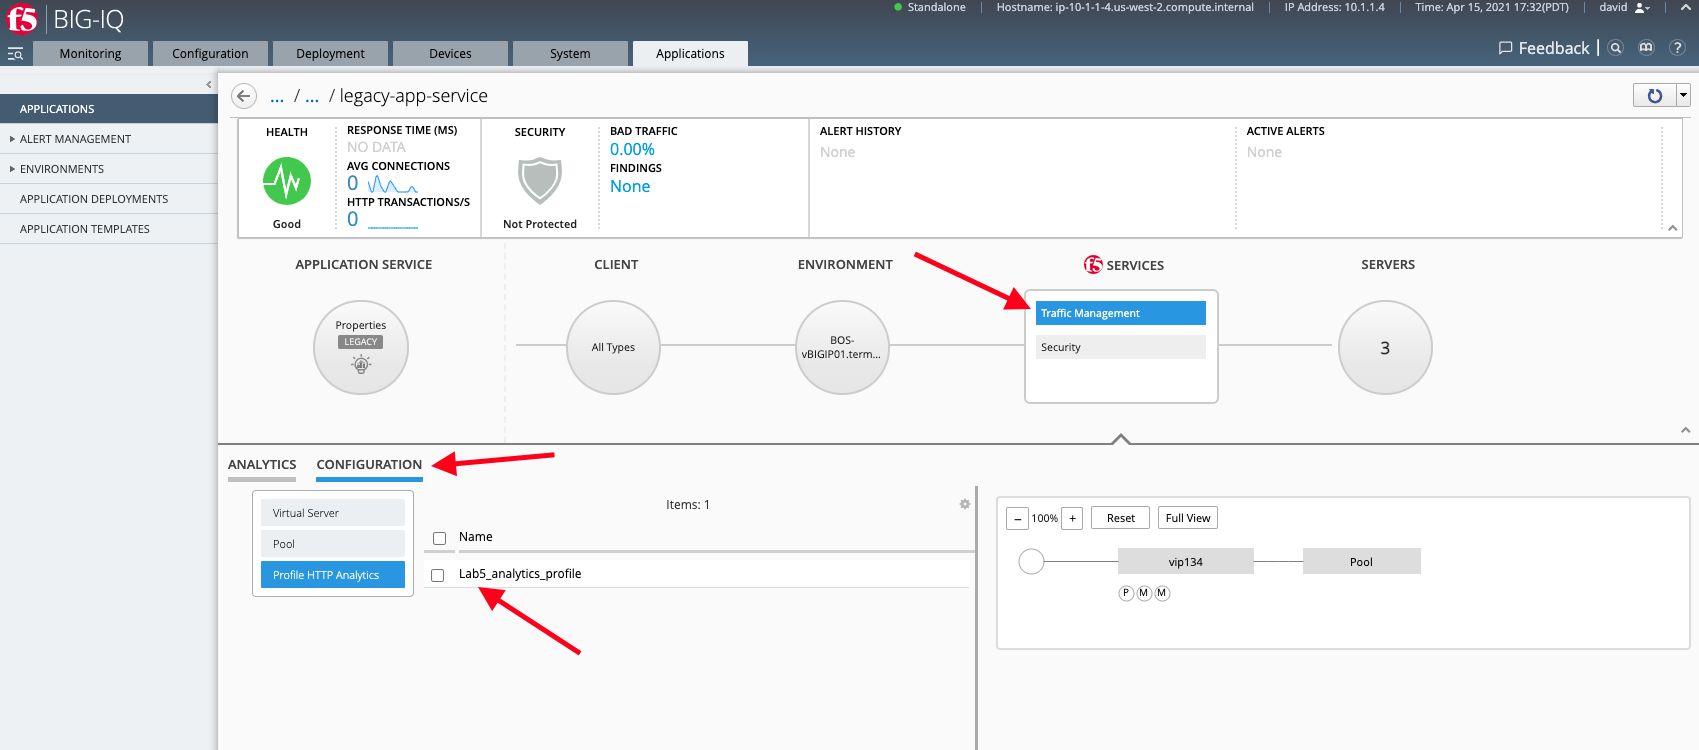 f5 BIG-IQ
Standalone
Hostname: ip-10-1-1-4.us-west-2.compute.internal
IP Address: 10.1.1.4
Time: Apr 15, 2021 17:32(PDT)
david
Monitoring
Configuration
Deployment
Devices
System
Applications
Feedback
?
APPLICATIONS
ALERT MANAGEMENT
ENVIRONMENTS
APPLICATION DEPLOYMENTS
APPLICATION TEMPLATES
... / ... / legacy-app-service
HEALTH
Good
RESPONSE TIME (MS)
NO DATA
AVG CONNECTIONS
0
HTTP TRANSACTIONS/S
0
SECURITY
Not Protected
BAD TRAFFIC
0.00%
FINDINGS
None
ALERT HISTORY
None
ACTIVE ALERTS
None
APPLICATION SERVICE
Properties
LEGACY
CLIENT
All Types
ENVIRONMENT
BOS-
vBIGIP01.term...
f5 SERVICES
Traffic Management
Security
SERVERS
3
ANALYTICS
CONFIGURATION
Virtual Server
Pool
Profile HTTP Analytics
Items: 1
Name
Lab5_analytics_profile
– 100% +
Reset
Full View
vip134
Pool
P M M